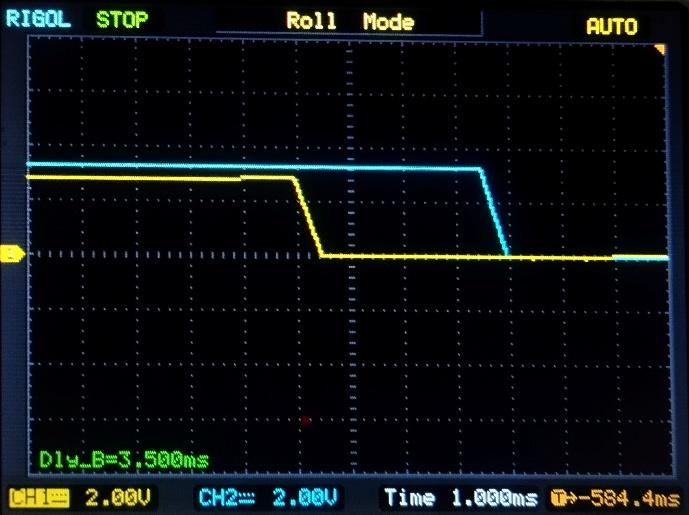 RIGOL STOP Roll Mode AUTO
1
Dly_B=3.500ms
CH1 2.00V CH2 2.00V Time 1.000ms T→-584.4ms